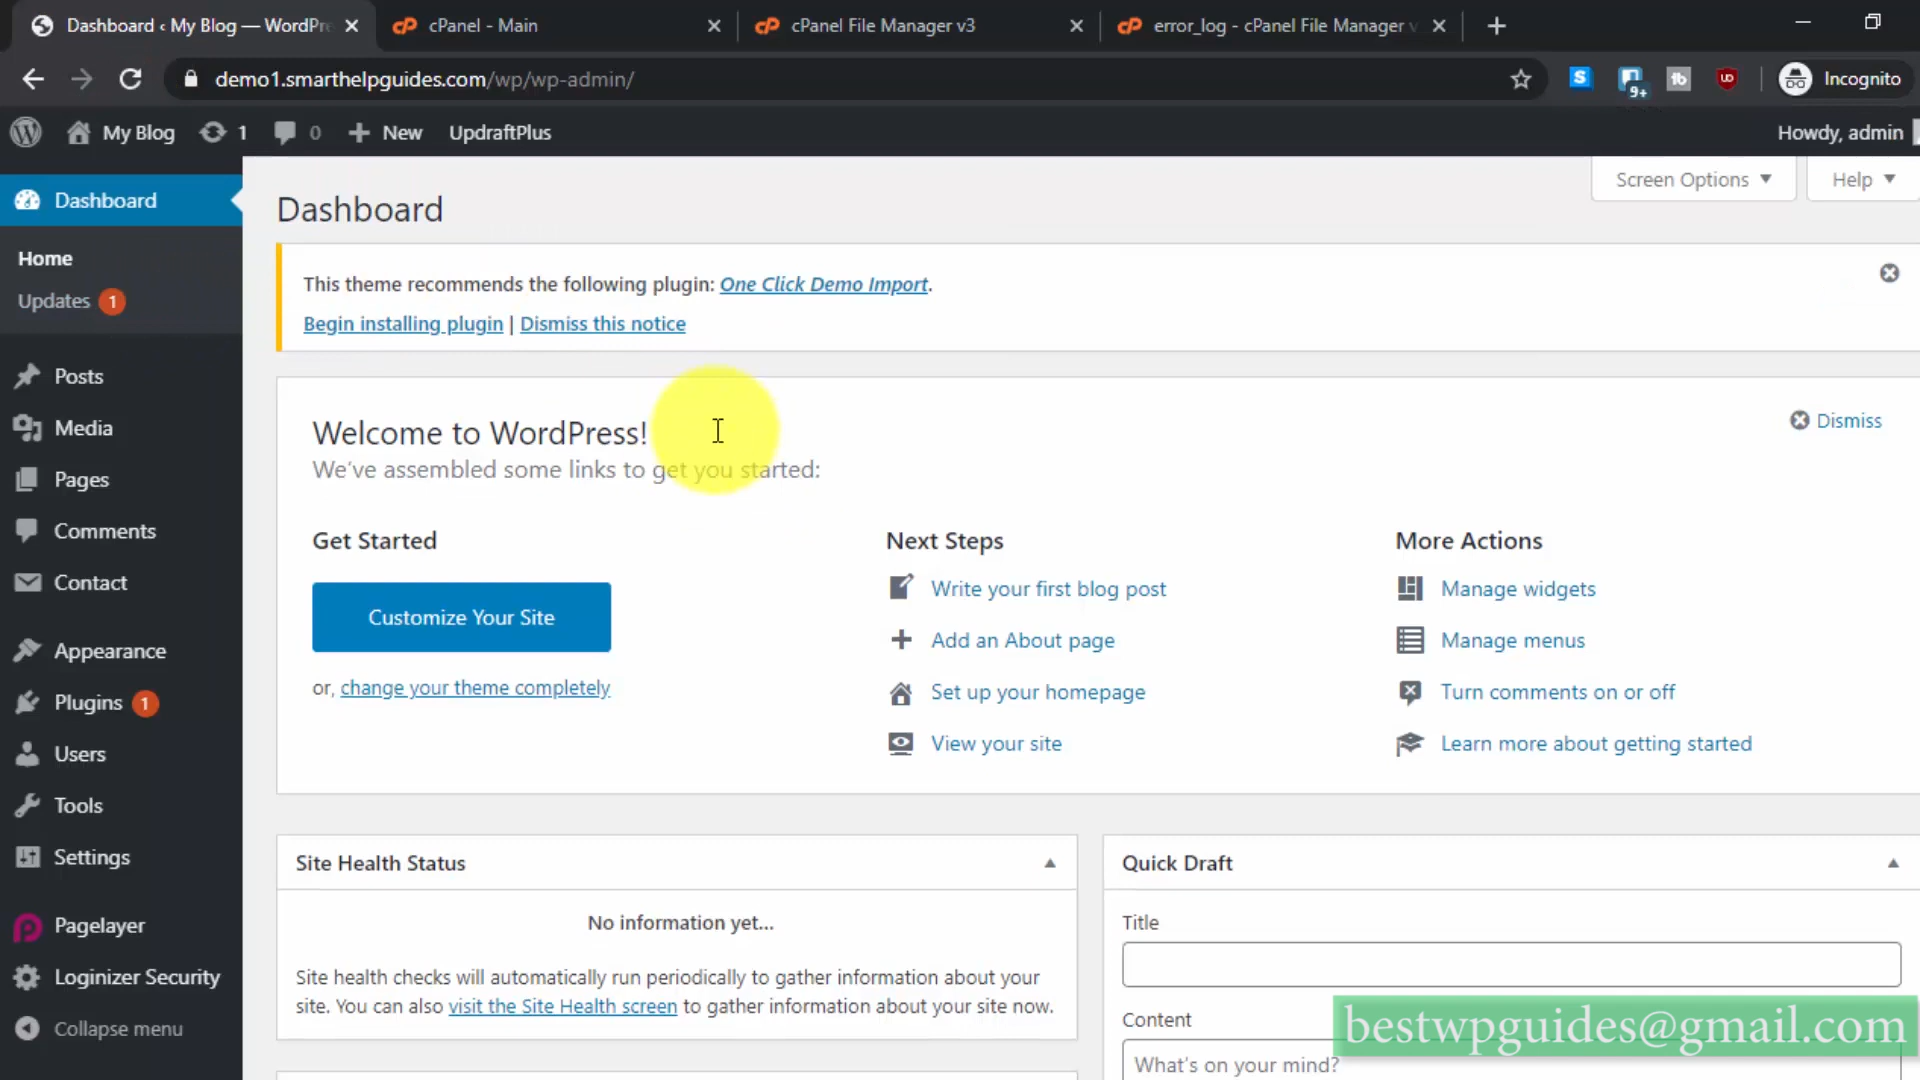 Dashboard ‹ My Blog — WordPre
cPanel - Main
cPanel File Manager v3
error_log - cPanel File Manager v
demo1.smarthelpguides.com/wp/wp-admin/
S
9+
tb
UD
Incognito
My Blog
1
0
New
UpdraftPlus
Howdy, admin
Screen Options
Help
Dashboard
Home
Updates 1
Posts
Media
Pages
Comments
Contact
Appearance
Plugins 1
Users
Tools
Settings
Pagelayer
Loginizer Security
Collapse menu
Dashboard
This theme recommends the following plugin: One Click Demo Import.
Begin installing plugin | Dismiss this notice
Welcome to WordPress!
Dismiss
We've assembled some links to get you started:
Get Started
Customize Your Site
or, change your theme completely
Next Steps
Write your first blog post
Add an About page
Set up your homepage
View your site
More Actions
Manage widgets
Manage menus
Turn comments on or off
Learn more about getting started
Site Health Status
No information yet...
Site health checks will automatically run periodically to gather information about your
site. You can also visit the Site Health screen to gather information about your site now.
Quick Draft
Title
Content
What's on your mind?
bestwpguides@gmail.com